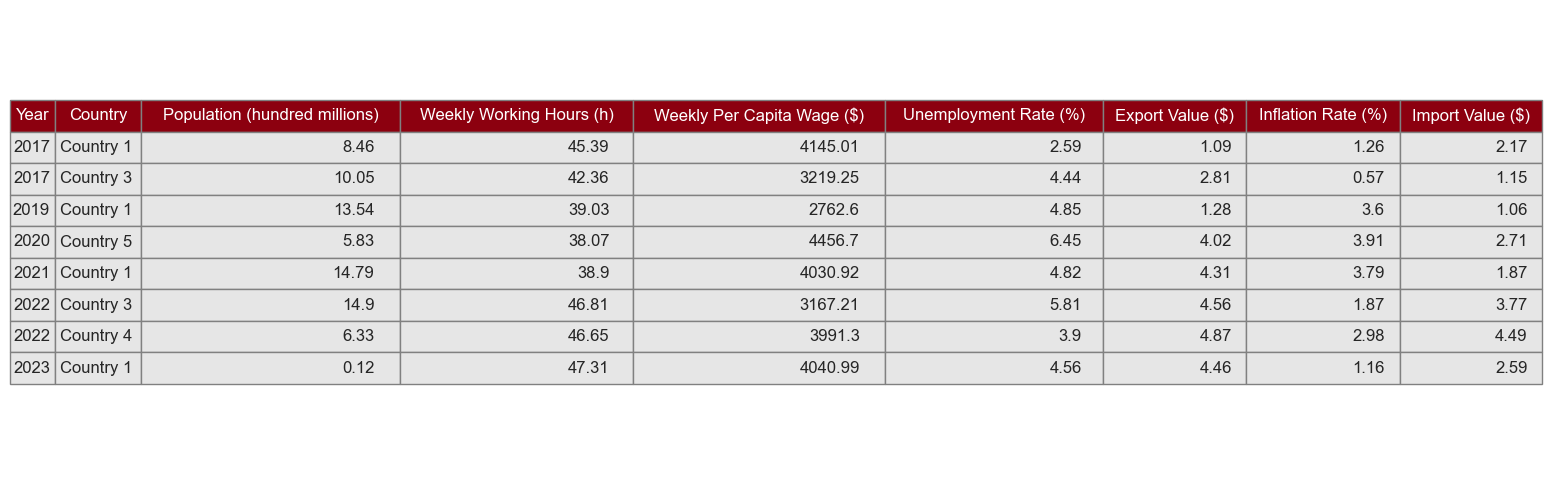 Year Country Population (hundred millions) Weekly Working Hours (h) Weekly Per Capita Wage ($) Unemployment Rate (%) Export Value ($) Inflation Rate (%) Import Value ($)
2017 Country 1 8.46 45.39 4145.01 2.59 1.09 1.26 2.17
2017 Country 3 10.05 42.36 3219.25 4.44 2.81 0.57 1.15
2019 Country 1 13.54 39.03 2762.6 4.85 1.28 3.6 1.06
2020 Country 5 5.83 38.07 4456.7 6.45 4.02 3.91 2.71
2021 Country 1 14.79 38.9 4030.92 4.82 4.31 3.79 1.87
2022 Country 3 14.9 46.81 3167.21 5.81 4.56 1.87 3.77
2022 Country 4 6.33 46.65 3991.3 3.9 4.87 2.98 4.49
2023 Country 1 0.12 47.31 4040.99 4.56 4.46 1.16 2.59